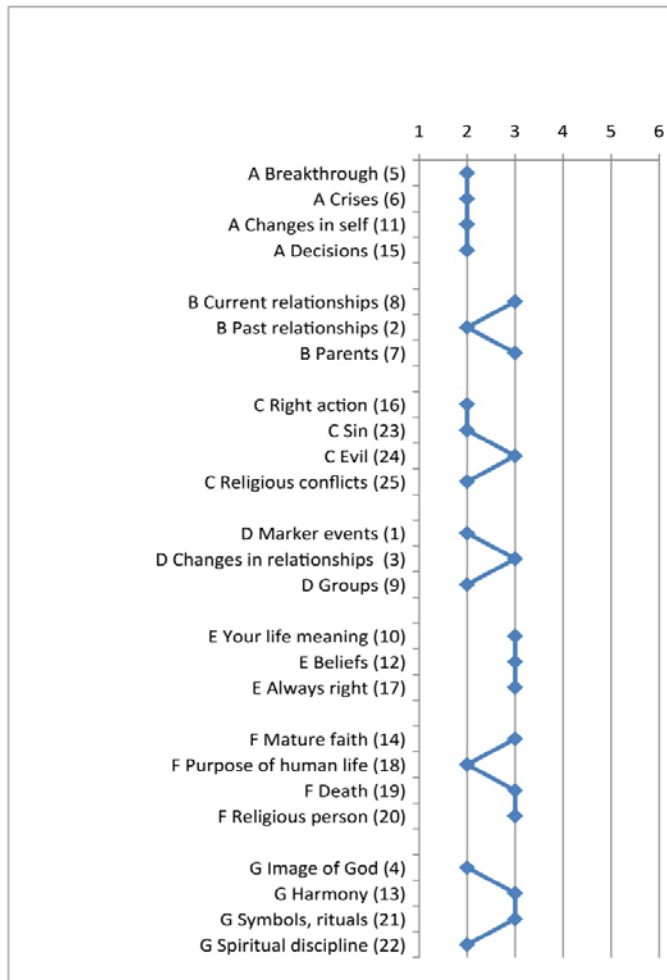 1 2 3 4 5 6
A Breakthrough (5)
A Crises (6)
A Changes in self (11)
A Decisions (15)
B Current relationships (8)
B Past relationships (2)
B Parents (7)
C Right action (16)
C Sin (23)
C Evil (24)
C Religious conflicts (25)
D Marker events (1)
D Changes in relationships (3)
D Groups (9)
E Your life meaning (10)
E Beliefs (12)
E Always right (17)
F Mature faith (14)
F Purpose of human life (18)
F Death (19)
F Religious person (20)
G Image of God (4)
G Harmony (13)
G Symbols, rituals (21)
G Spiritual discipline (22)